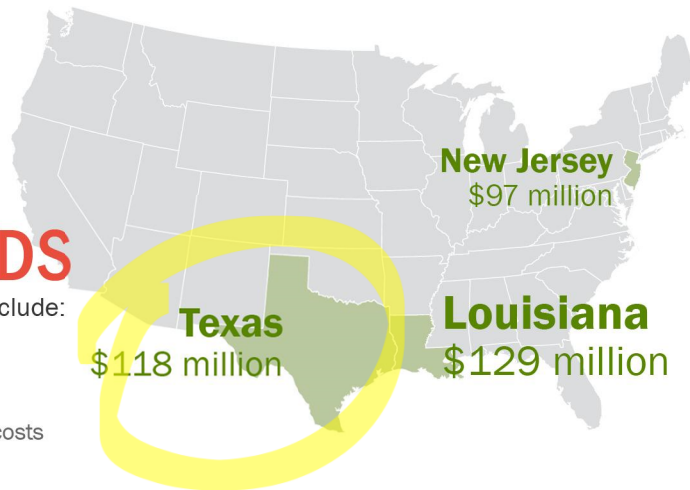 New Jersey
$97 million
DS
clude:
Texas
$118 million
Louisiana
$129 million
costs